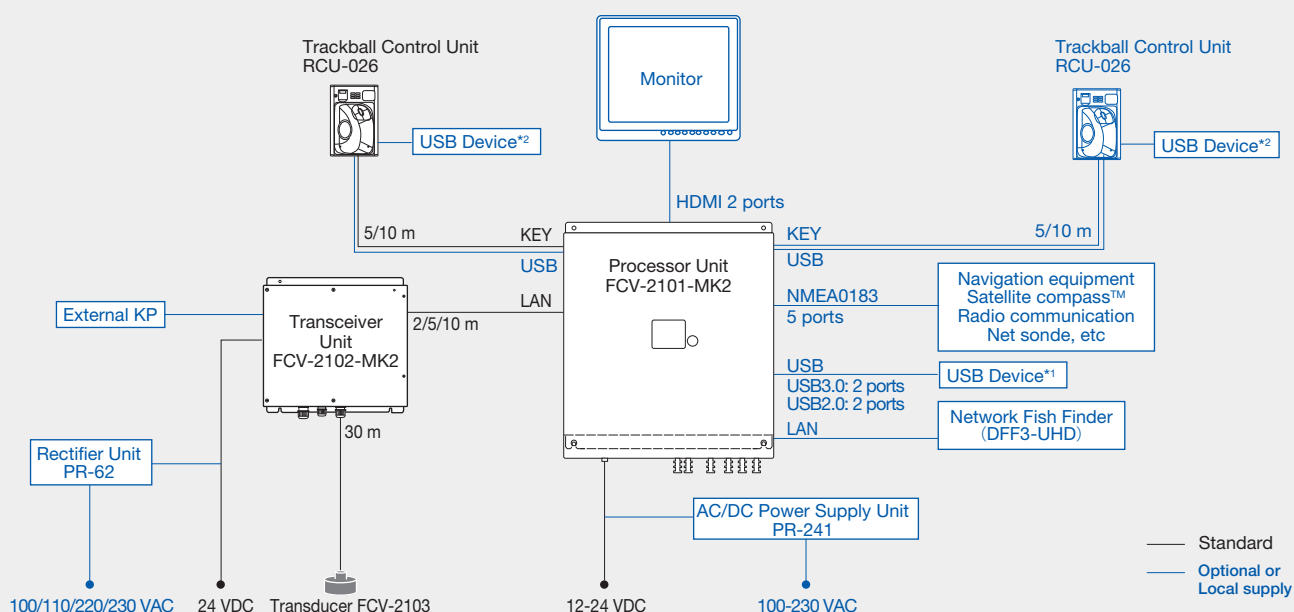 Trackball Control Unit
RCU-026
USB Device*2
Monitor
Trackball Control Unit
RCU-026
USB Device*2
HDMI 2 ports
5/10 m
KEY
USB
KEY
USB
5/10 m
Processor Unit
FCV-2101-MK2
LAN
2/5/10 m
External KP
Transceiver
Unit
FCV-2102-MK2
NMEA0183
5 ports
Navigation equipment
Satellite compass™
Radio communication
Net sonde, etc
USB
USB3.0: 2 ports
USB2.0: 2 ports
USB Device*1
LAN
Network Fish Finder
(DFF3-UHD)
30 m
Rectifier Unit
PR-62
AC/DC Power Supply Unit
PR-241
Standard
Optional or
Local supply
100/110/220/230 VAC
24 VDC
Transducer FCV-2103
12-24 VDC
100-230 VAC